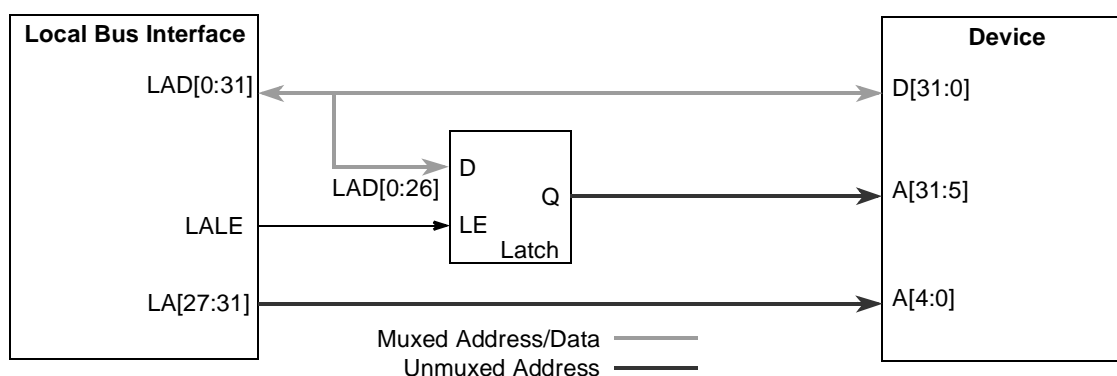 Local Bus Interface
Device
LAD[0:31]
D[31:0]
D
LAD[0:26]
Q
A[31:5]
LALE
LE
Latch
LA[27:31]
A[4:0]
Muxed Address/Data
Unmuxed Address